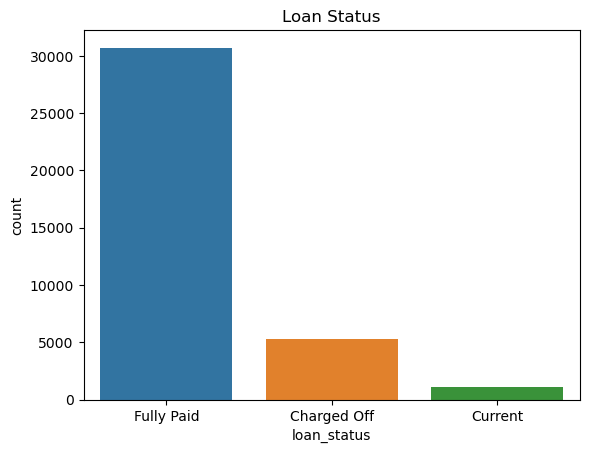 Loan Status
30000
25000
20000
15000
10000
5000
0
count
Fully Paid
Charged Off
Current
loan_status